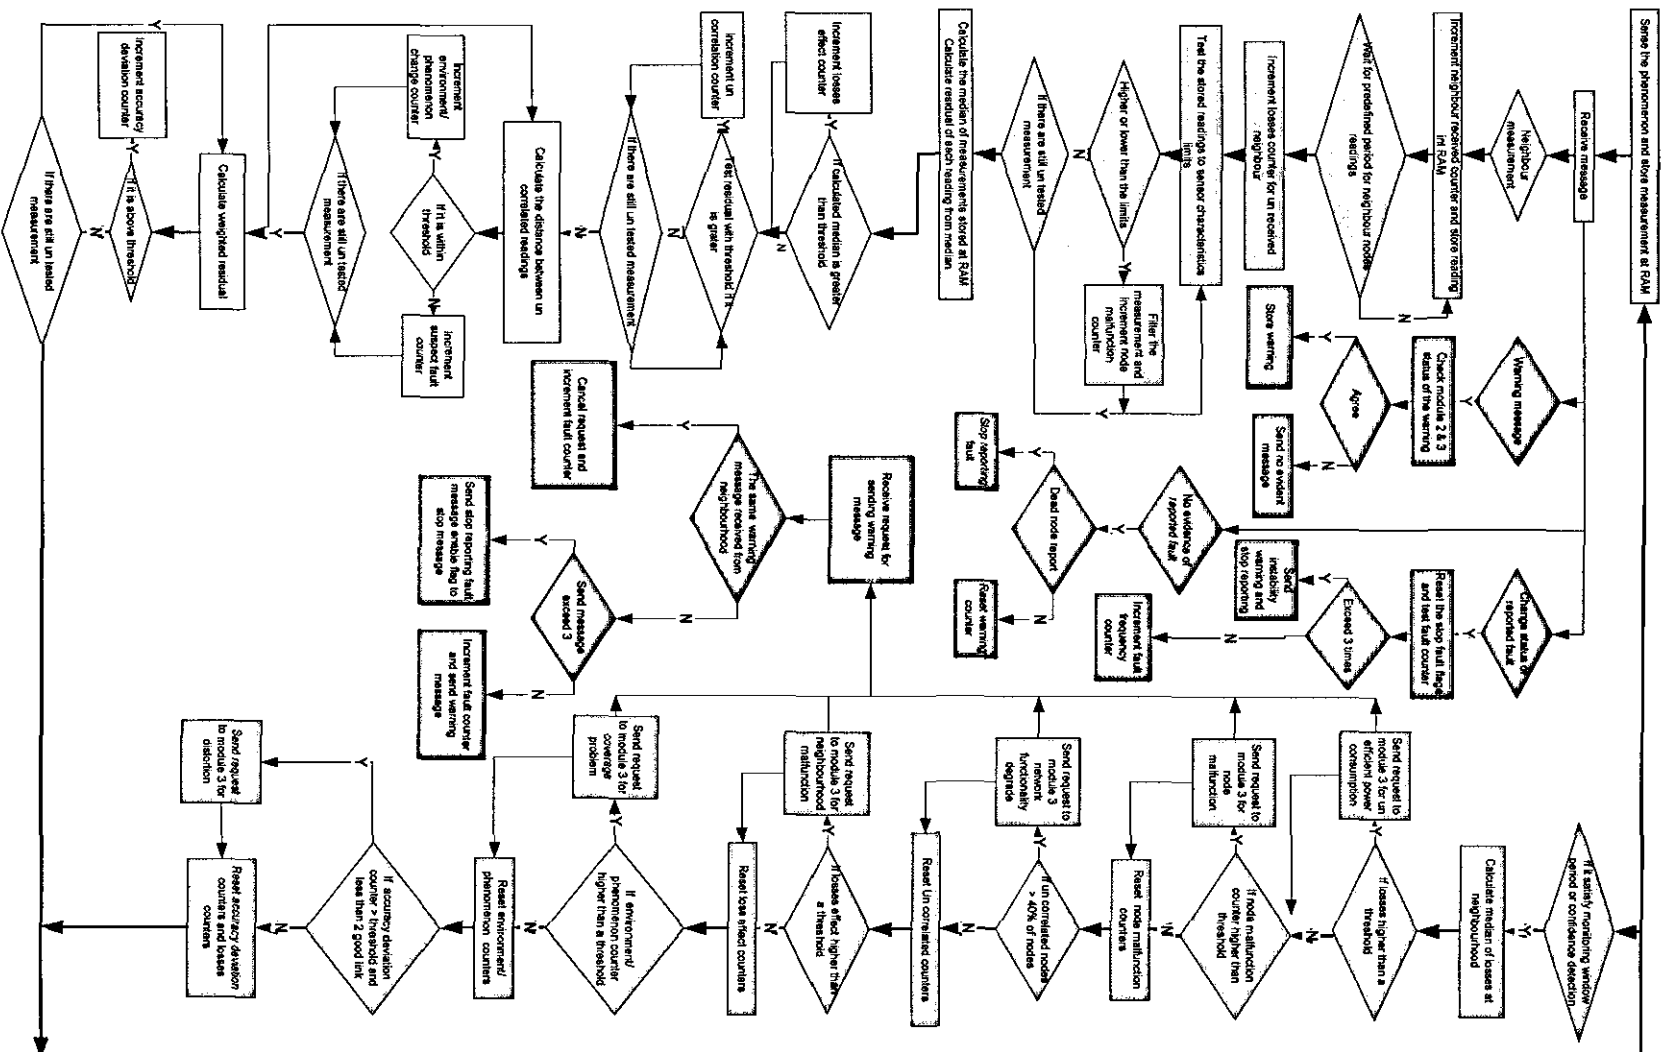 Sense the phenomenon and store measurement at RAM
Receive message
Neighbour
measurement
Increment neighbour received counter and store reading
int RAM
Wait for predefined period for neighbour nodes
readings
N
Increment losses counter for un received
neighbour
Test the stored readings to sensor characteristics
limits
Higher or lower than the limits
Y
N
Filter the
measurement and
increment node
malfunction
counter
If there are still un tested
measurement
Y
N
Calculate the median of measurements stored at RAM
Calculate residual of each reading from median
If calculated median is greater
than threshold
Y
N
Increment losses
effect counter
Test residual with threshold if it
is grater
Y
N
increment un
correlation counter
If there are still un tested measurement
N
Calculate the distance between un
correlated readings
If it is within
threshold
Y
N
Increment
environment/
phenomenon
change counter
increment
suspect fault
counter
If there are still un tested
measurement
Y
Calculate weighted residual
If it is above threshold
Y
N
Increment accuracy
deviation counter
If there are still un tested
measurement
Y
Warning message
Y
Check module 2 & 3
status of the warning
Agree
Y
N
Store warning
Send no evident
message
No evidence of
reported fault
Y
Dead node report
Y
N
Stop reporting
fault
Reset warning
counter
Change status of
reported fault
Y
Reset the stop fault flage
and test fault counter
Exceed 3 times
Y
N
Send
instability
warning and
stop reporting
Increment fault
frequency
counter
Receive request for
sending warning
message
The same warning
message received from
neighbourhood
Y
N
Cancel request and
increment fault counter
Send message
exceed 3
Y
N
Send stop reporting fault
message enable flag to
stop message
Increment fault counter
and send warning
message
If it satisfy monitoring window
period or confidence detection
Y
Calculate median of losses at
neighbourhood
If losses higher than a
threshold
Y
N
Send request to
module 3 for un
efficient power
consumption
If node malfunction
counter higher than
threshold
Y
N
Send request to
module 3 for
node
malfunction
Reset node malfunction
counters
If un correlated nodes
> 40% of nodes
Y
N
Send request to
module 3
network
functionality
degrade
Reset Un correlated counters
If losses effect higher than
a threshold
Y
N
Send request
to module 3 for
neighbourhood
malfunction
Reset loss effect counters
If environment/
phenomenon counter
higher than a threshold
Y
N
Send request
to module 3 for
coverage
problem
Reset environment/
phenomenon counters
If accuracy deviation
counter > threshold and
less than 2 good link
Y
N
Send request
to module 3 for
distortion
Reset accuracy deviation
counters and losses
counters